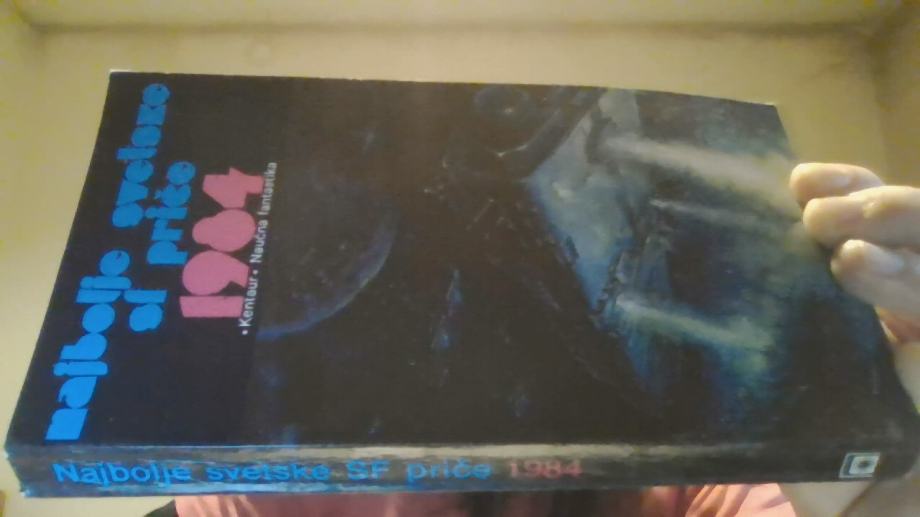 najbolje svetske
sf priče
1984
• Kentaur • Naučna fantastika
Najbolje svetske SF priče 1984